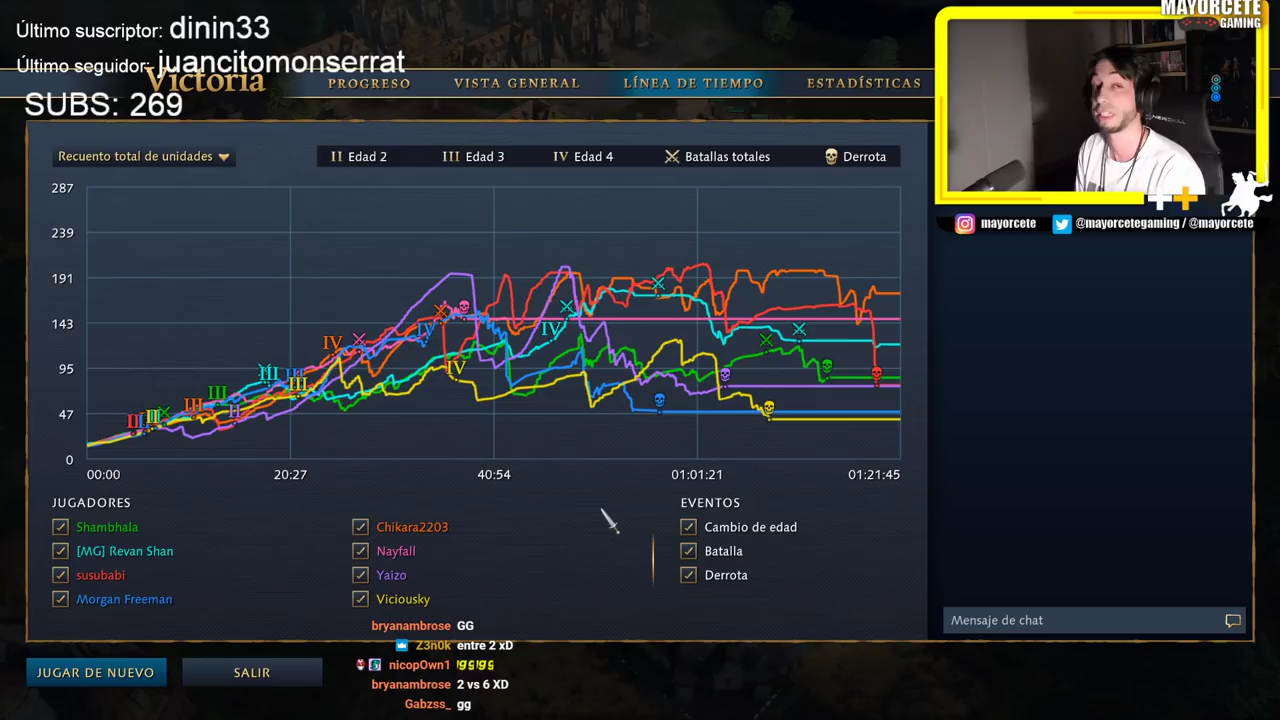 Último suscriptor: dinin33
Último seguidor: juancitomonserrat
SUBS: 269
Victoria
PROGRESO
VISTA GENERAL
LÍNEA DE TIEMPO
ESTADÍSTICAS
MAYORCETE
GAMING
mayorcete
@mayorcetegaming / @mayorcete
Recuento total de unidades
II Edad 2
III Edad 3
IV Edad 4
Batallas totales
Derrota
287
239
191
143
95
47
0
00:00
20:27
40:54
01:01:21
01:21:45
JUGADORES
Shambhala
[MG] Revan Shan
susubabi
Morgan Freeman
Chikara2203
Nayfall
Yaizo
Viciousky
EVENTOS
Cambio de edad
Batalla
Derrota
Mensaje de chat
JUGAR DE NUEVO
SALIR
bryanambrose GG
Z3n0k entre 2 xD
nicop0wn1
bryanambrose 2 vs 6 XD
Gabzss_ gg